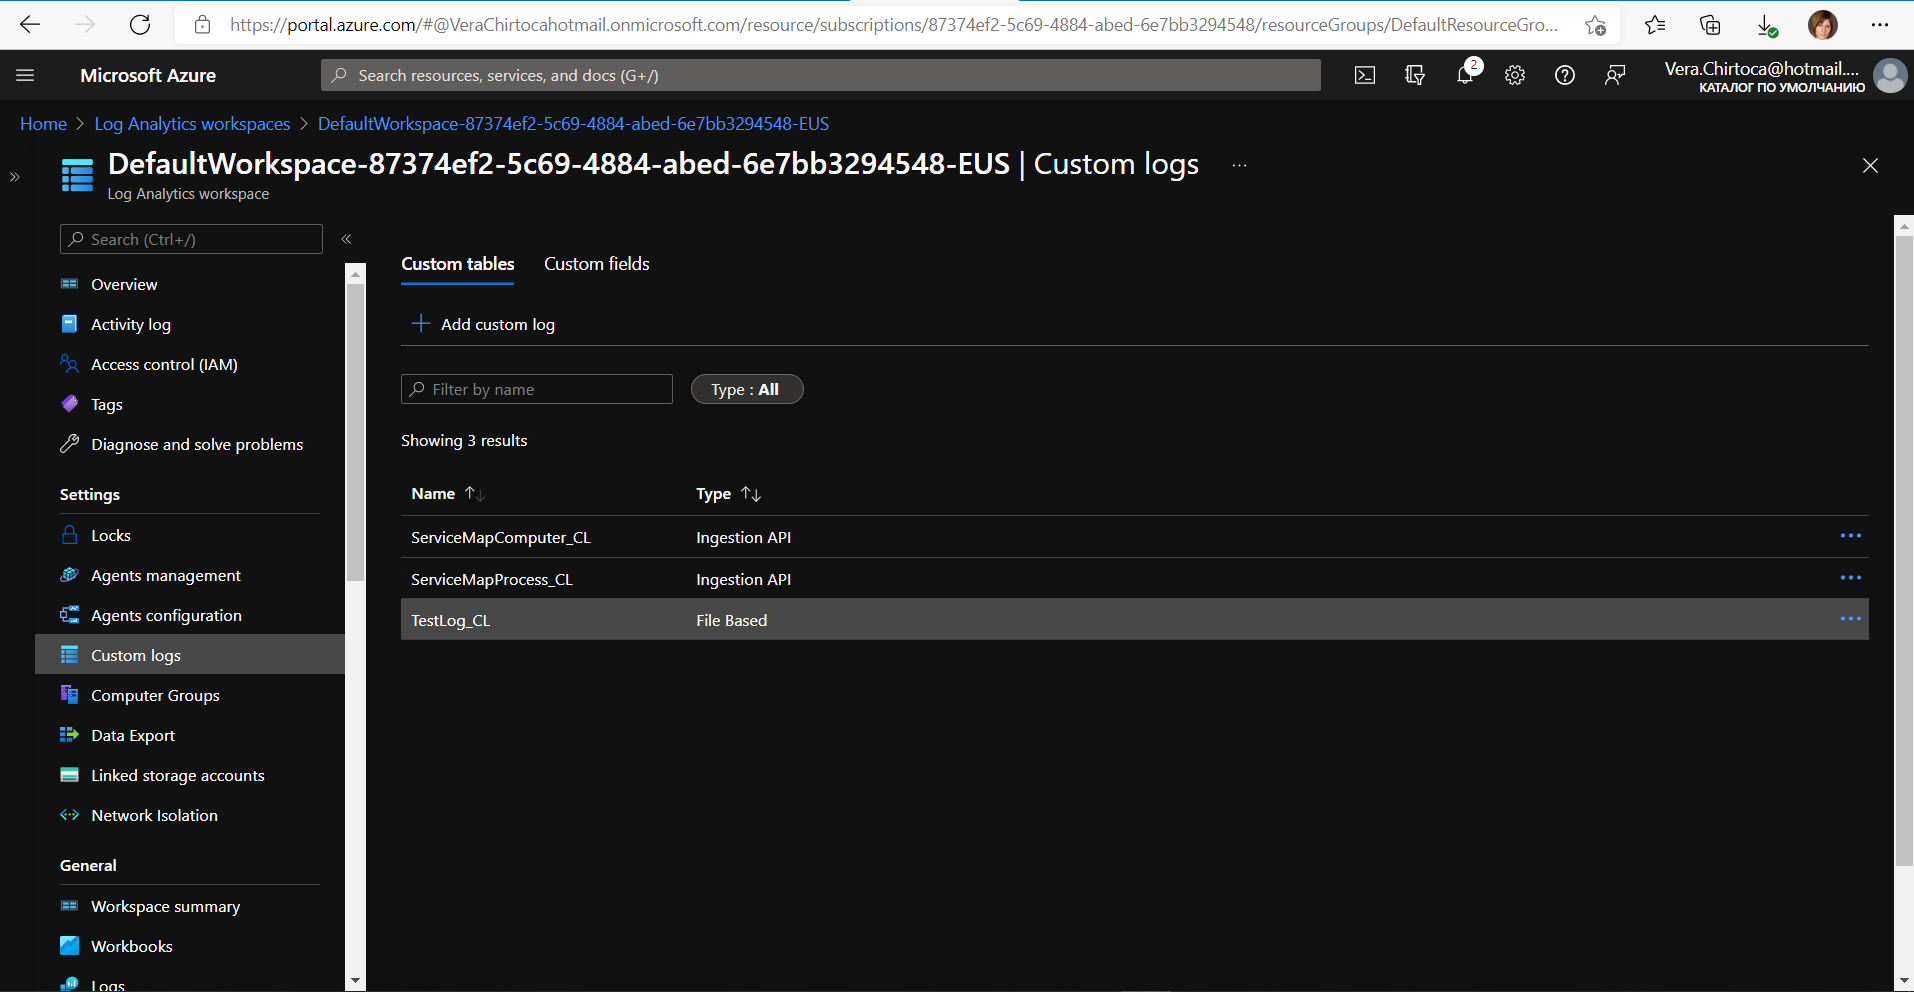 https://portal.azure.com/#@VeraChirtocahotmail.onmicrosoft.com/resource/subscriptions/87374ef2-5c69-4884-abed-6e7bb3294548/resourceGroups/DefaultResourceGro...
Microsoft Azure
Search resources, services, and docs (G+/)
2
Vera.Chirtoca@hotmail....
КАТАЛОГ ПО УМОЛЧАНИЮ
Home > Log Analytics workspaces > DefaultWorkspace-87374ef2-5c69-4884-abed-6e7bb3294548-EUS
DefaultWorkspace-87374ef2-5c69-4884-abed-6e7bb3294548-EUS | Custom logs ...
Log Analytics workspace
Search (Ctrl+/)
Overview
Activity log
Access control (IAM)
Tags
Diagnose and solve problems
Settings
Locks
Agents management
Agents configuration
Custom logs
Computer Groups
Data Export
Linked storage accounts
Network Isolation
General
Workspace summary
Workbooks
Logs
Custom tables Custom fields
Add custom log
Filter by name Type : All
Showing 3 results
Name Type
ServiceMapComputer_CL Ingestion API
ServiceMapProcess_CL Ingestion API
TestLog_CL File Based